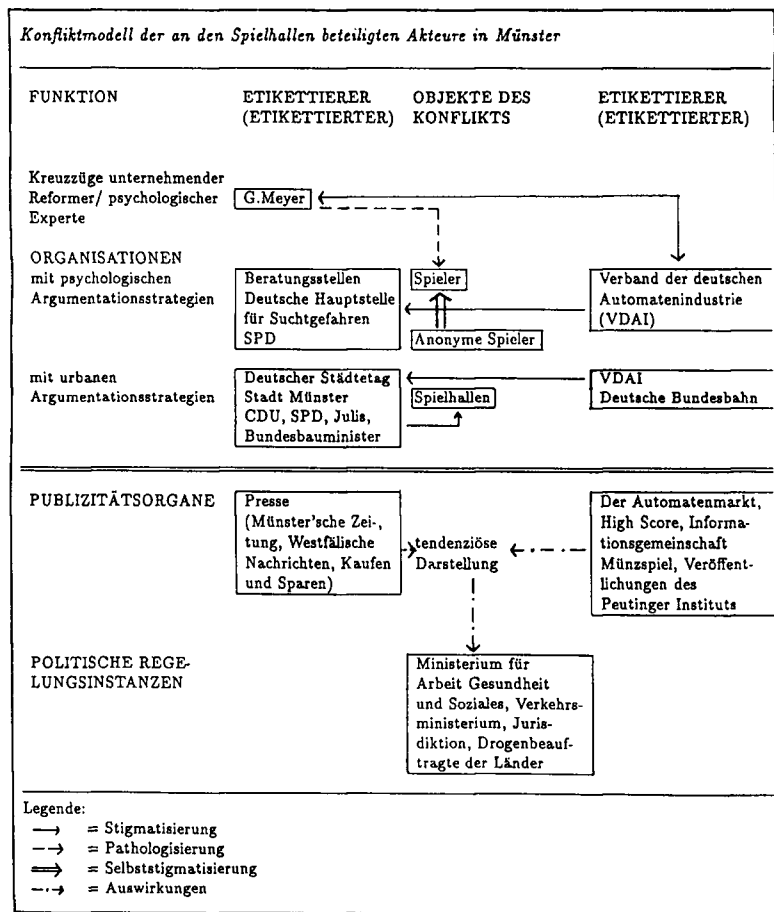 Konfliktmodell der an den Spielhallen beteiligten Akteure in Münster
FUNKTION
ETIKETTIERER
(ETIKETTIERTER)
OBJEKTE DES
KONFLIKTS
ETIKETTIERER
(ETIKETTIERTER)
Kreuzzüge unternehmender
Reformer/ psychologischer
Experte
G.Meyer
ORGANISATIONEN
mit psychologischen
Argumentationsstrategien
Beratungsstellen
Deutsche Hauptstelle
für Suchtgefahren
SPD
Spieler
Anonyme Spieler
Verband der deutschen
Automatenindustrie
(VDAI)
mit urbanen
Argumentationsstrategien
Deutscher Städtetag
Stadt Münster
CDU, SPD, Julis,
Bundesbauminister
Spielhallen
VDAI
Deutsche Bundesbahn
PUBLIZITÄTSORGANE
Presse
(Münster'sche Zei-,
tung, Westfälische
Nachrichten, Kaufen
und Sparen)
tendenziöse
Darstellung
Der Automatenmarkt,
High Score, Informa-
tionsgemeinschaft
Münzspiel, Veröffent-
lichungen des
Peutinger Instituts
POLITISCHE REGE-
LUNGSINSTANZEN
Ministerium für
Arbeit Gesundheit
und Soziales, Verkehrs-
ministerium, Juris-
diktion, Drogenbeauf-
tragte der Länder
Legende:
= Stigmatisierung
= Pathologisierung
= Selbststigmatisierung
= Auswirkungen